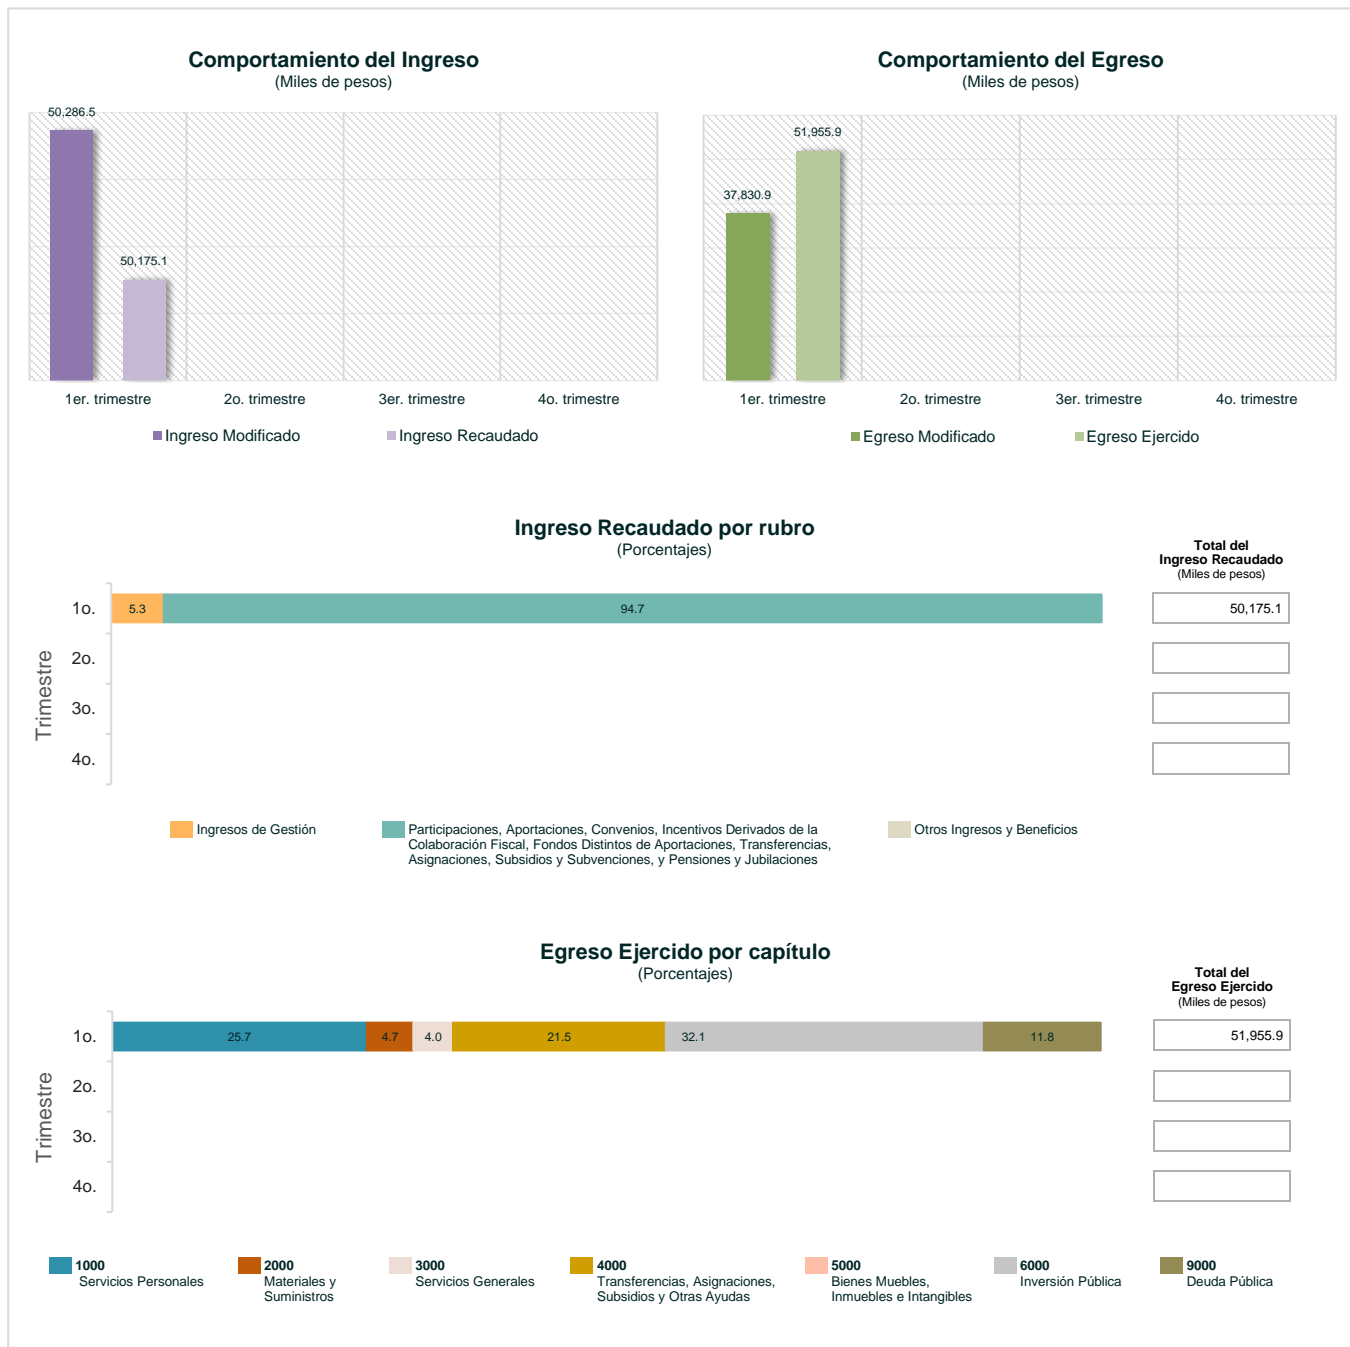 Comportamiento del Ingreso
(Miles de pesos)
50,286.5
50,175.1
1er. trimestre
2o. trimestre
3er. trimestre
4o. trimestre
Ingreso Modificado
Ingreso Recaudado
Comportamiento del Egreso
(Miles de pesos)
37,830.9
51,955.9
1er. trimestre
2o. trimestre
3er. trimestre
4o. trimestre
Egreso Modificado
Egreso Ejercido
Ingreso Recaudado por rubro
(Porcentajes)
Total del
Ingreso Recaudado
(Miles de pesos)
Trimestre
1o.
5.3
94.7
50,175.1
2o.
3o.
4o.
Ingresos de Gestión
Participaciones, Aportaciones, Convenios, Incentivos Derivados de la
Colaboración Fiscal, Fondos Distintos de Aportaciones, Transferencias,
Asignaciones, Subsidios y Subvenciones, y Pensiones y Jubilaciones
Otros Ingresos y Beneficios
Egreso Ejercido por capítulo
(Porcentajes)
Total del
Egreso Ejercido
(Miles de pesos)
Trimestre
1o.
25.7
4.7
4.0
21.5
32.1
11.8
51,955.9
2o.
3o.
4o.
1000
Servicios Personales
2000
Materiales y
Suministros
3000
Servicios Generales
4000
Transferencias, Asignaciones,
Subsidios y Otras Ayudas
5000
Bienes Muebles,
Inmuebles e Intangibles
6000
Inversión Pública
9000
Deuda Pública